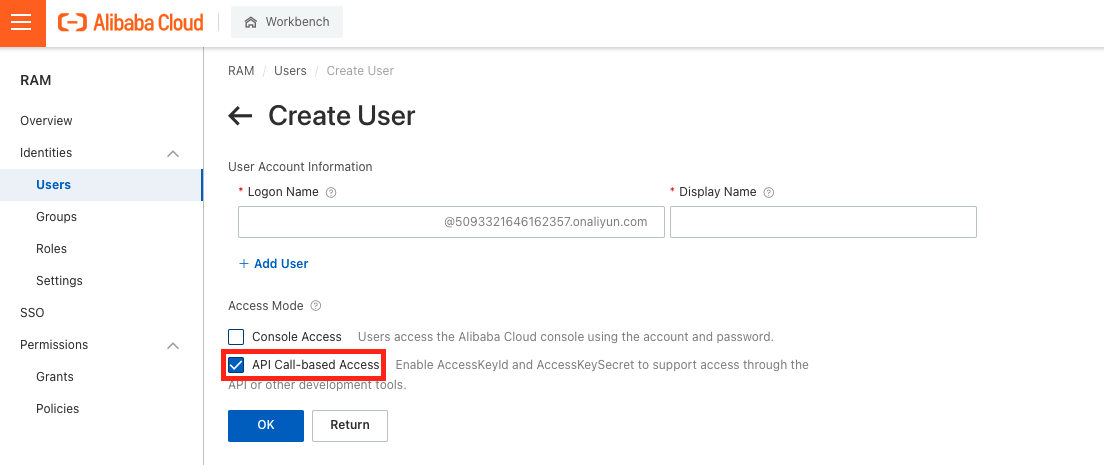 Alibaba Cloud
Workbench
RAM
Overview
Identities
Users
Groups
Roles
Settings
SSO
Permissions
Grants
Policies
RAM / Users / Create User
Create User
User Account Information
* Logon Name ?
* Display Name ?
@5093321646162357.onaliyun.com
+ Add User
Access Mode ?
Console Access Users access the Alibaba Cloud console using the account and password.
API Call-based Access Enable AccessKeyId and AccessKeySecret to support access through the
API or other development tools.
OK
Return